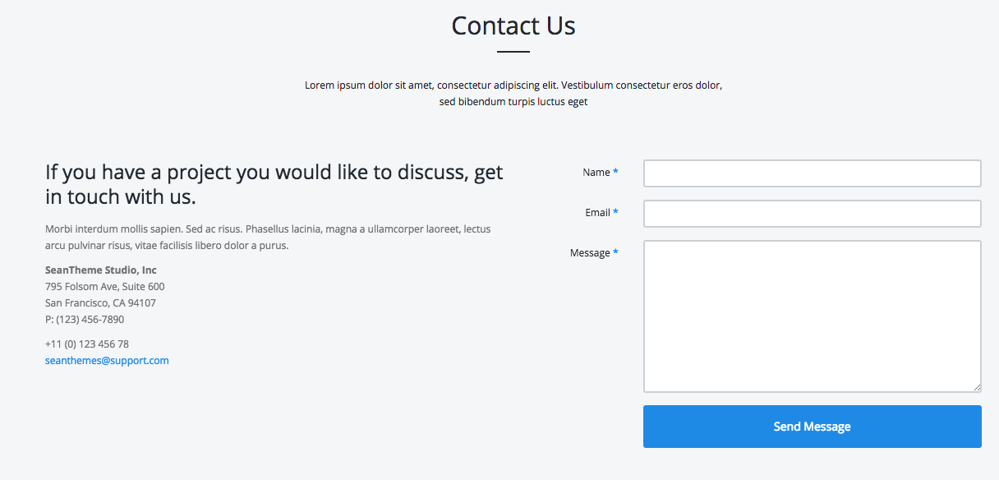 Contact Us
Lorem ipsum dolor sit amet, consectetur adipiscing elit. Vestibulum consectetur eros dolor,
sed bibendum turpis luctus eget
If you have a project you would like to discuss, get
in touch with us.
Morbi interdum mollis sapien. Sed ac risus. Phasellus lacinia, magna a ullamcorper laoreet, lectus
arcu pulvinar risus, vitae facilisis libero dolor a purus.
SeanTheme Studio, Inc
795 Folsom Ave, Suite 600
San Francisco, CA 94107
P: (123) 456-7890
+11 (0) 123 456 78
seanthemes@support.com
Name *
Email *
Message *
Send Message